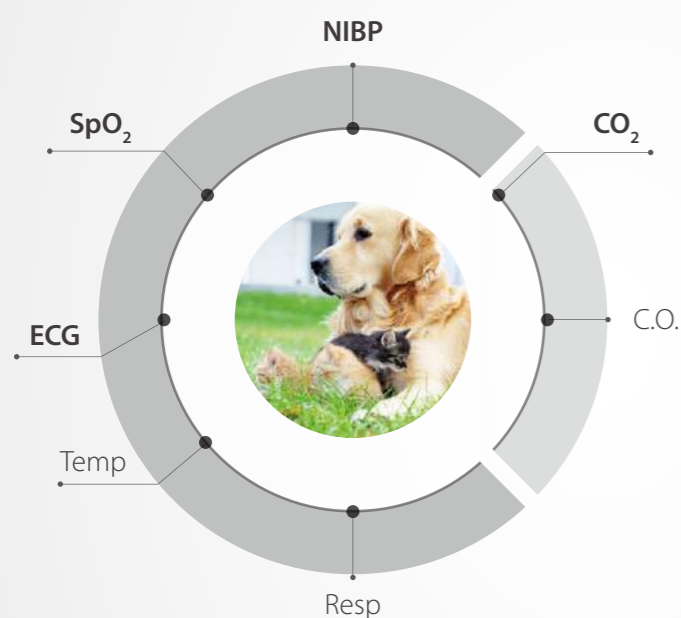 NIBP
SpO₂
CO₂
C.O.
ECG
Temp
Resp